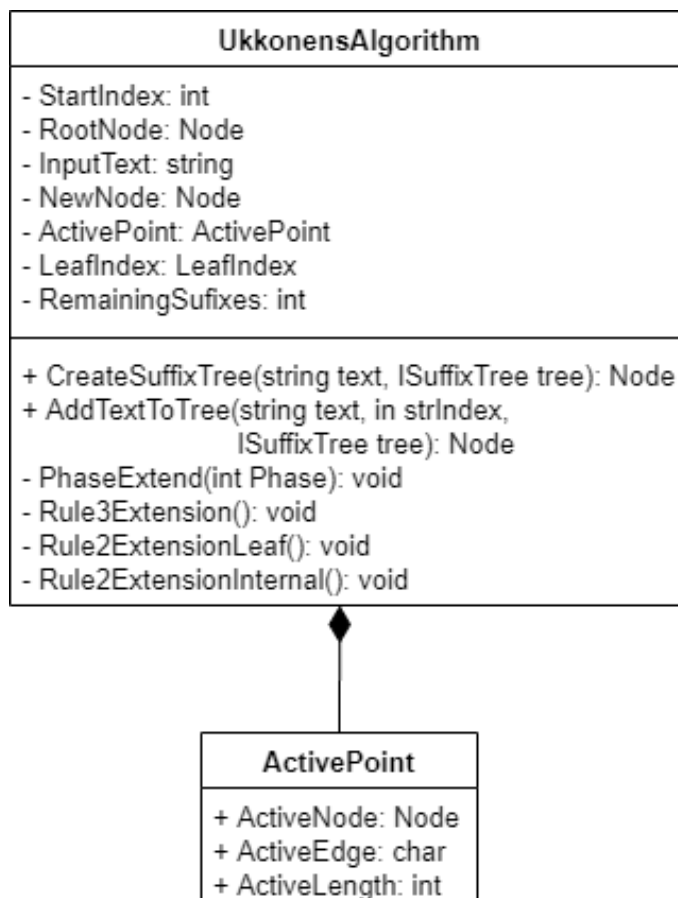 UkkonensAlgorithm
- StartIndex: int
- RootNode: Node
- InputText: string
- NewNode: Node
- ActivePoint: ActivePoint
- LeafIndex: LeafIndex
- RemainingSufixes: int
+ CreateSuffixTree(string text, ISuffixTree tree): Node
+ AddTextToTree(string text, in strIndex,
ISuffixTree tree): Node
- PhaseExtend(int Phase): void
- Rule3Extension(): void
- Rule2ExtensionLeaf(): void
- Rule2ExtensionInternal(): void
ActivePoint
+ ActiveNode: Node
+ ActiveEdge: char
+ ActiveLength: int